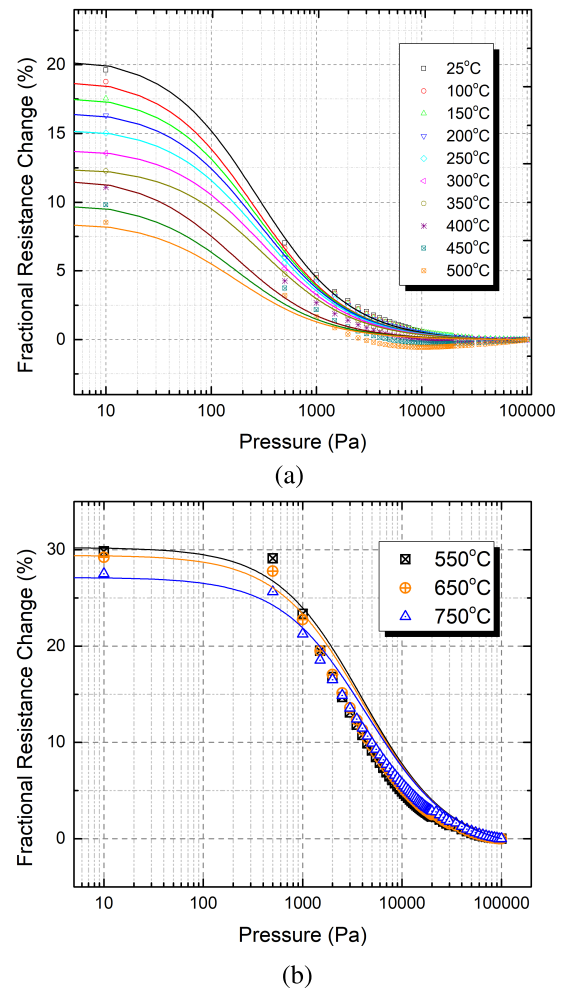 Fractional Resistance Change (%)
20
15
10
5
0
25°C
100°C
150°C
200°C
250°C
300°C
350°C
400°C
450°C
500°C
10 100 1000 10000 100000
Pressure (Pa)
(a)
Fractional Resistance Change (%)
30
20
10
0
550°C
650°C
750°C
10 100 1000 10000 100000
Pressure (Pa)
(b)